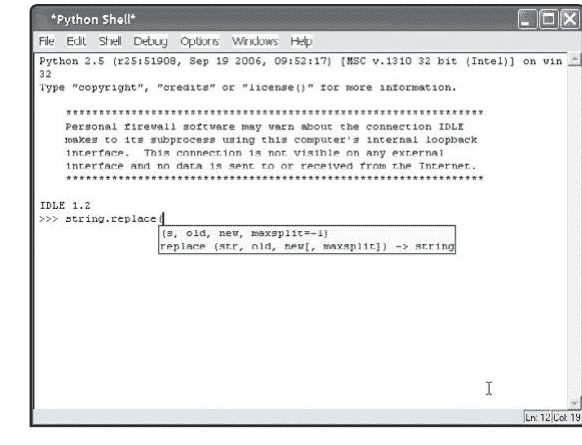 *Python Shell*
File Edit Shell Debug Options Windows Help
Python 2.5 (r25:51908, Sep 19 2006, 09:52:17) [MSC v.1310 32 bit (Intel)] on win
32
Type "copyright", "credits" or "license()" for more information.
****************************************************************
Personal firewall software may warn about the connection IDLE
makes to its subprocess using this computer's internal loopback
interface. This connection is not visible on any external
interface and no data is sent to or received from the Internet.
****************************************************************
IDLE 1.2
>>> string.replace(
(s, old, new, maxsplit=-1)
replace (str, old, new[, maxsplit]) -> string
Ln: 12 Col: 19